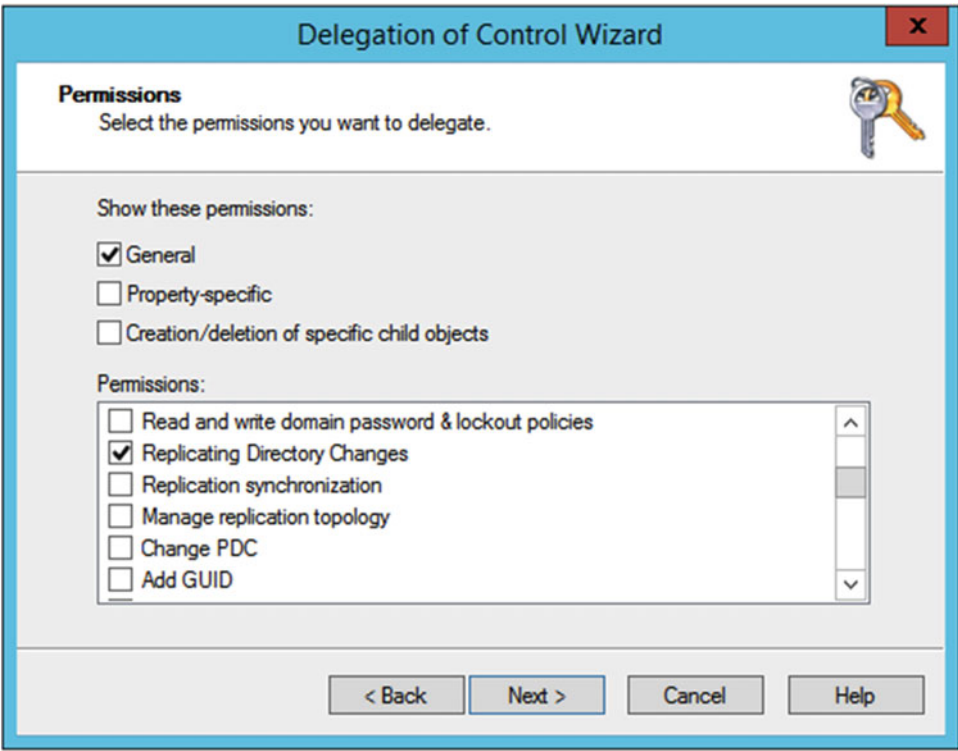 Delegation of Control Wizard
x
Permissions
Select the permissions you want to delegate.
Show these permissions:
General
Property-specific
Creation/deletion of specific child objects
Permissions:
Read and write domain password & lockout policies
Replicating Directory Changes
Replication synchronization
Manage replication topology
Change PDC
Add GUID
< Back Next > Cancel Help